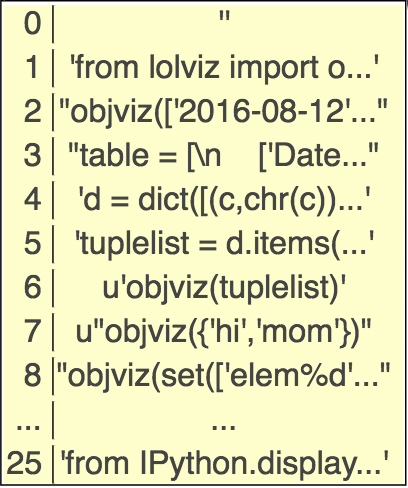 0 ''
1 'from lolviz import o...'
2 "objviz(['2016-08-12'..."
3 "table = [\n    ['Date..."
4 'd = dict([(c,chr(c))...'
5 'tuplelist = d.items(...'
6 u'objviz(tuplelist)'
7 u"objviz({'hi','mom'})"
8 "objviz(set(['elem%d'..."
... ...
25 'from IPython.display...'